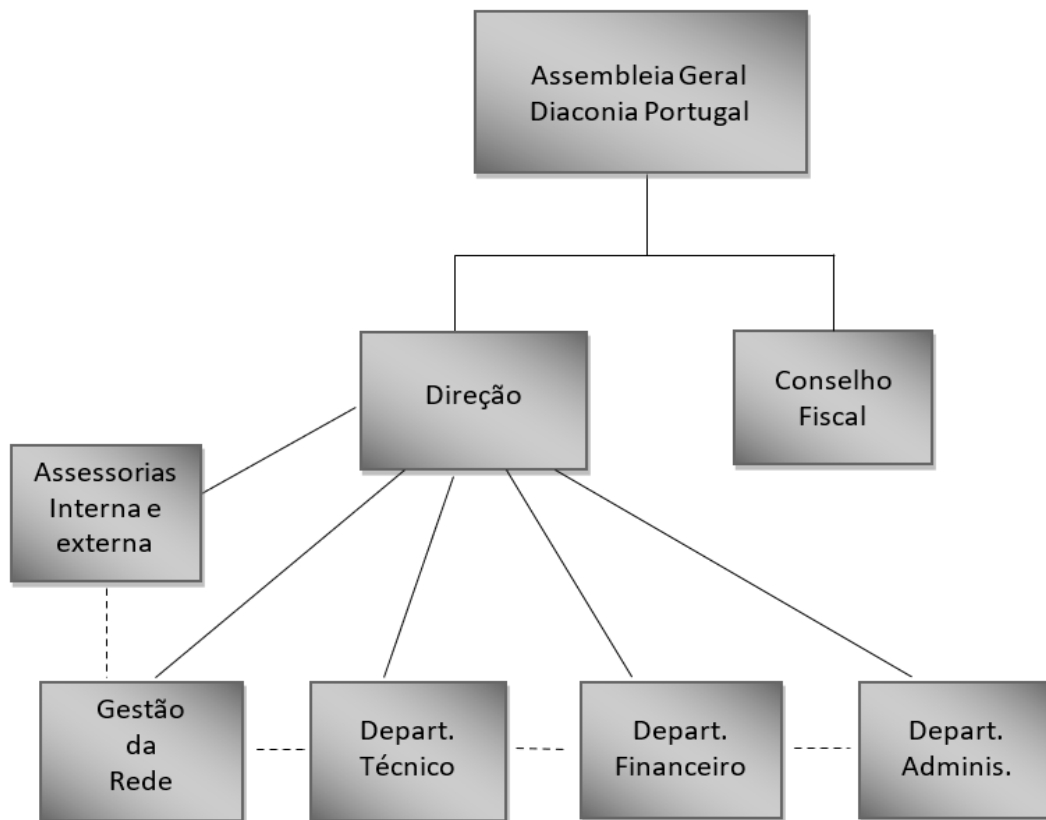 Assembleia Geral
Diaconia Portugal
Direção
Conselho
Fiscal
Assessorias
Interna e
externa
Gestão
da
Rede
Depart.
Técnico
Depart.
Financeiro
Depart.
Adminis.